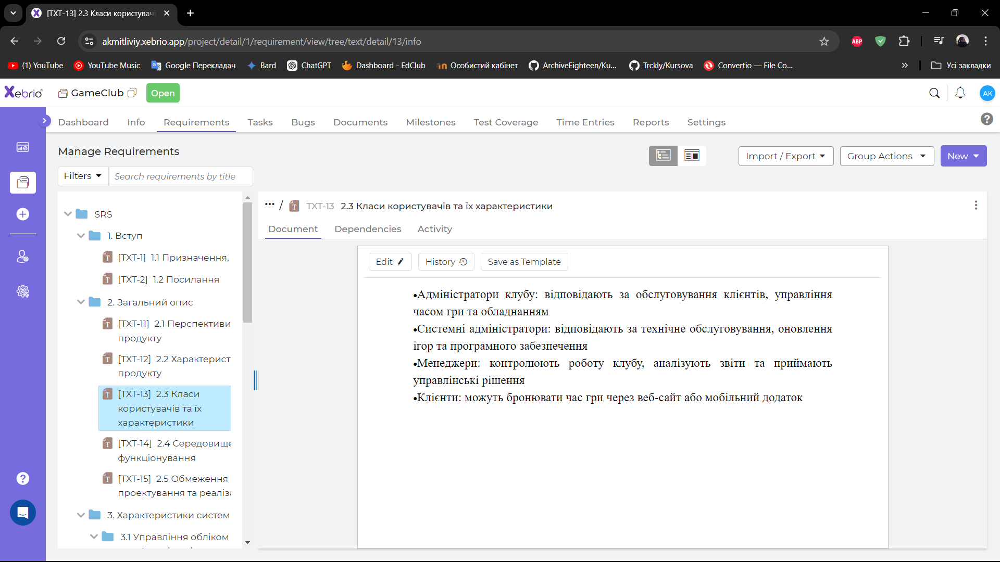 [TXT-13] 2.3 Класи користувачі
akmitliviy.xebrio.app/project/detail/1/requirement/view/tree/text/detail/13/info
ABP
(1) YouTube
YouTube Music
Google Перекладач
Bard
ChatGPT
Dashboard - EdClub
Особистий кабінет
ArchiveEighteen/Ku...
Trckly/Kursova
Convertio — File Co...
Усі закладки
Xebrio
GameClub
Open
AK
Dashboard
Info
Requirements
Tasks
Bugs
Documents
Milestones
Test Coverage
Time Entries
Reports
Settings
Manage Requirements
Import / Export
Group Actions
New
Filters
Search requirements by title
SRS
1. Вступ
[TXT-1] 1.1 Призначення,
[TXT-2] 1.2 Посилання
2. Загальний опис
[TXT-11] 2.1 Перспективи
продукту
[TXT-12] 2.2 Характерист
продукту
[TXT-13] 2.3 Класи
користувачів та їх
характеристики
[TXT-14] 2.4 Середовище
функціонування
[TXT-15] 2.5 Обмеження
проектування та реаліза
3. Характеристики систем
3.1 Управління обліком
... / TXT-13 2.3 Класи користувачів та їх характеристики
Document
Dependencies
Activity
Edit
History
Save as Template
•Адміністратори клубу: відповідають за обслуговування клієнтів, управління
часом гри та обладнанням
•Системні адміністратори: відповідають за технічне обслуговування, оновлення
ігор та програмного забезпечення
•Менеджери: контролюють роботу клубу, аналізують звіти та приймають
управлінські рішення
•Клієнти: можуть бронювати час гри через веб-сайт або мобільний додаток